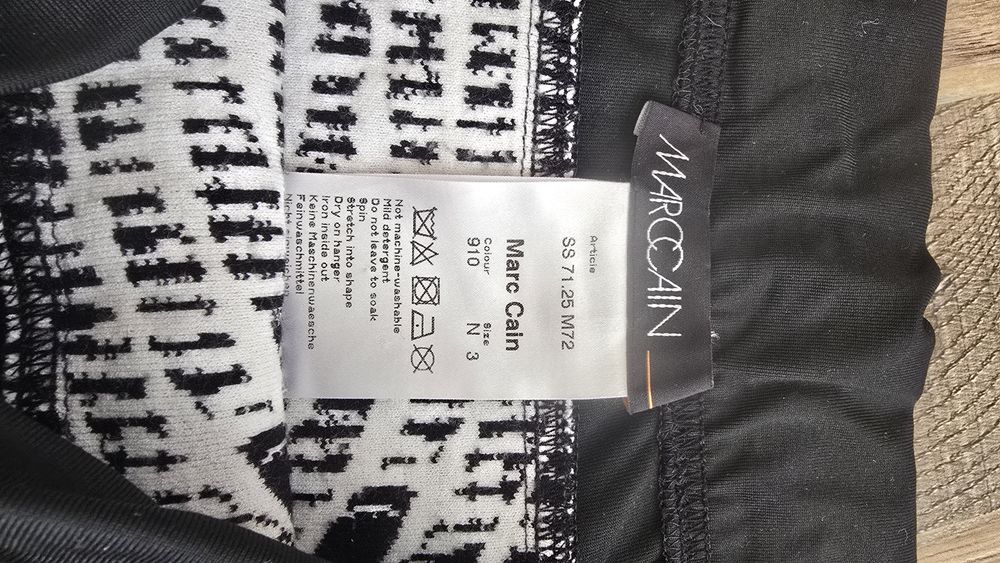 MARCCAIN
Article
SS 71.25 M72
Marc Cain
Colour Size
910 N 3
Not machine-washable
Mild detergent
Do not leave to soak
Spin
Stretch into shape
Dry on hanger
Iron inside out
Keine Maschinenwaesche
Feinwaschmittel